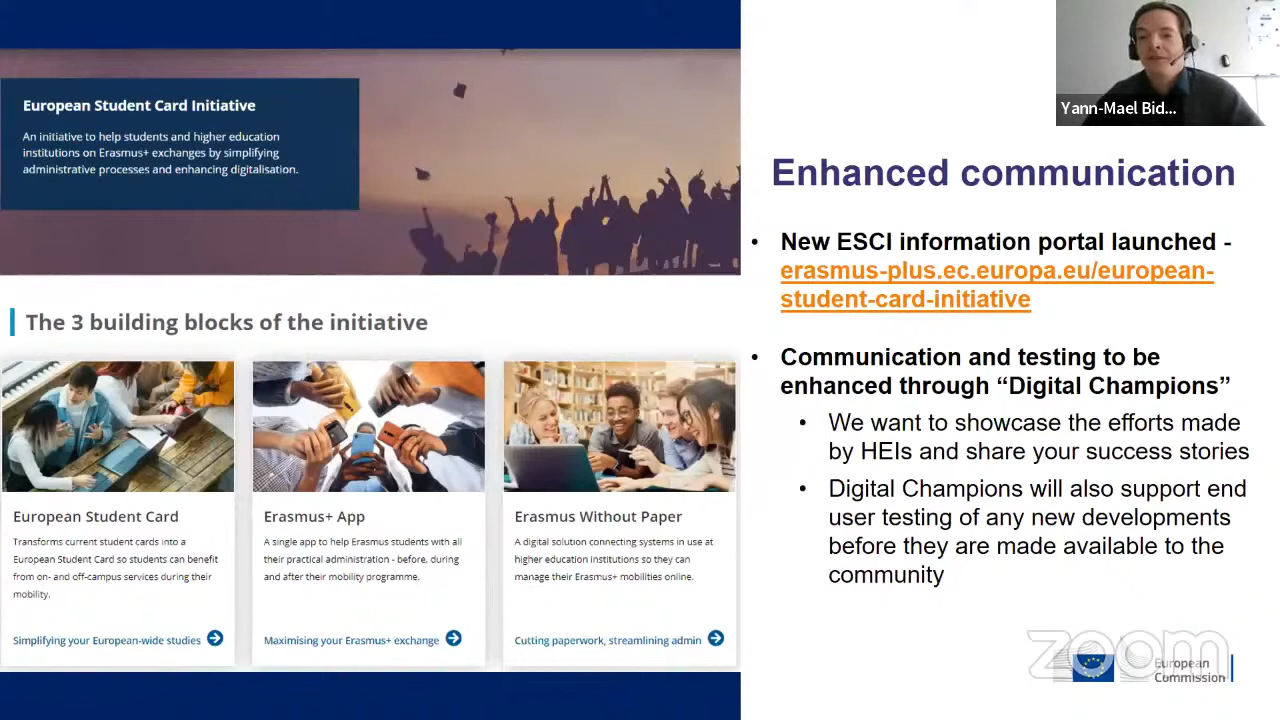 European Student Card Initiative
An initiative to help students and higher education
institutions on Erasmus+ exchanges by simplifying
administrative processes and enhancing digitalisation.
The 3 building blocks of the initiative
European Student Card
Transforms current student cards into a
European Student Card so students can benefit
from on- and off-campus services during their
mobility.
Simplifying your European-wide studies
Erasmus+ App
A single app to help Erasmus students with all
their practical administration - before, during
and after their mobility programme.
Maximising your Erasmus+ exchange
Erasmus Without Paper
A digital solution connecting systems in use at
higher education institutions so they can
manage their Erasmus+ mobilities online.
Cutting paperwork, streamlining admin
Yann-Mael Bid...
Enhanced communication
• New ESCI information portal launched -
erasmus-plus.ec.europa.eu/european-
student-card-initiative
• Communication and testing to be
enhanced through “Digital Champions”
• We want to showcase the efforts made
by HEIs and share your success stories
• Digital Champions will also support end
user testing of any new developments
before they are made available to the
community
zoom
European
Commission